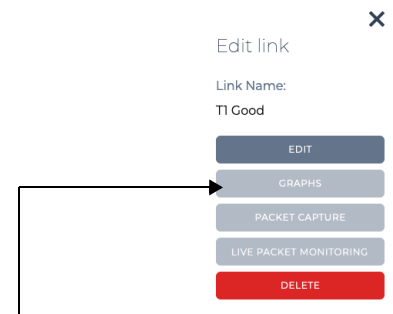 Edit link
Link Name:
T1 Good
EDIT
GRAPHS
PACKET CAPTURE
LIVE PACKET MONITORING
DELETE